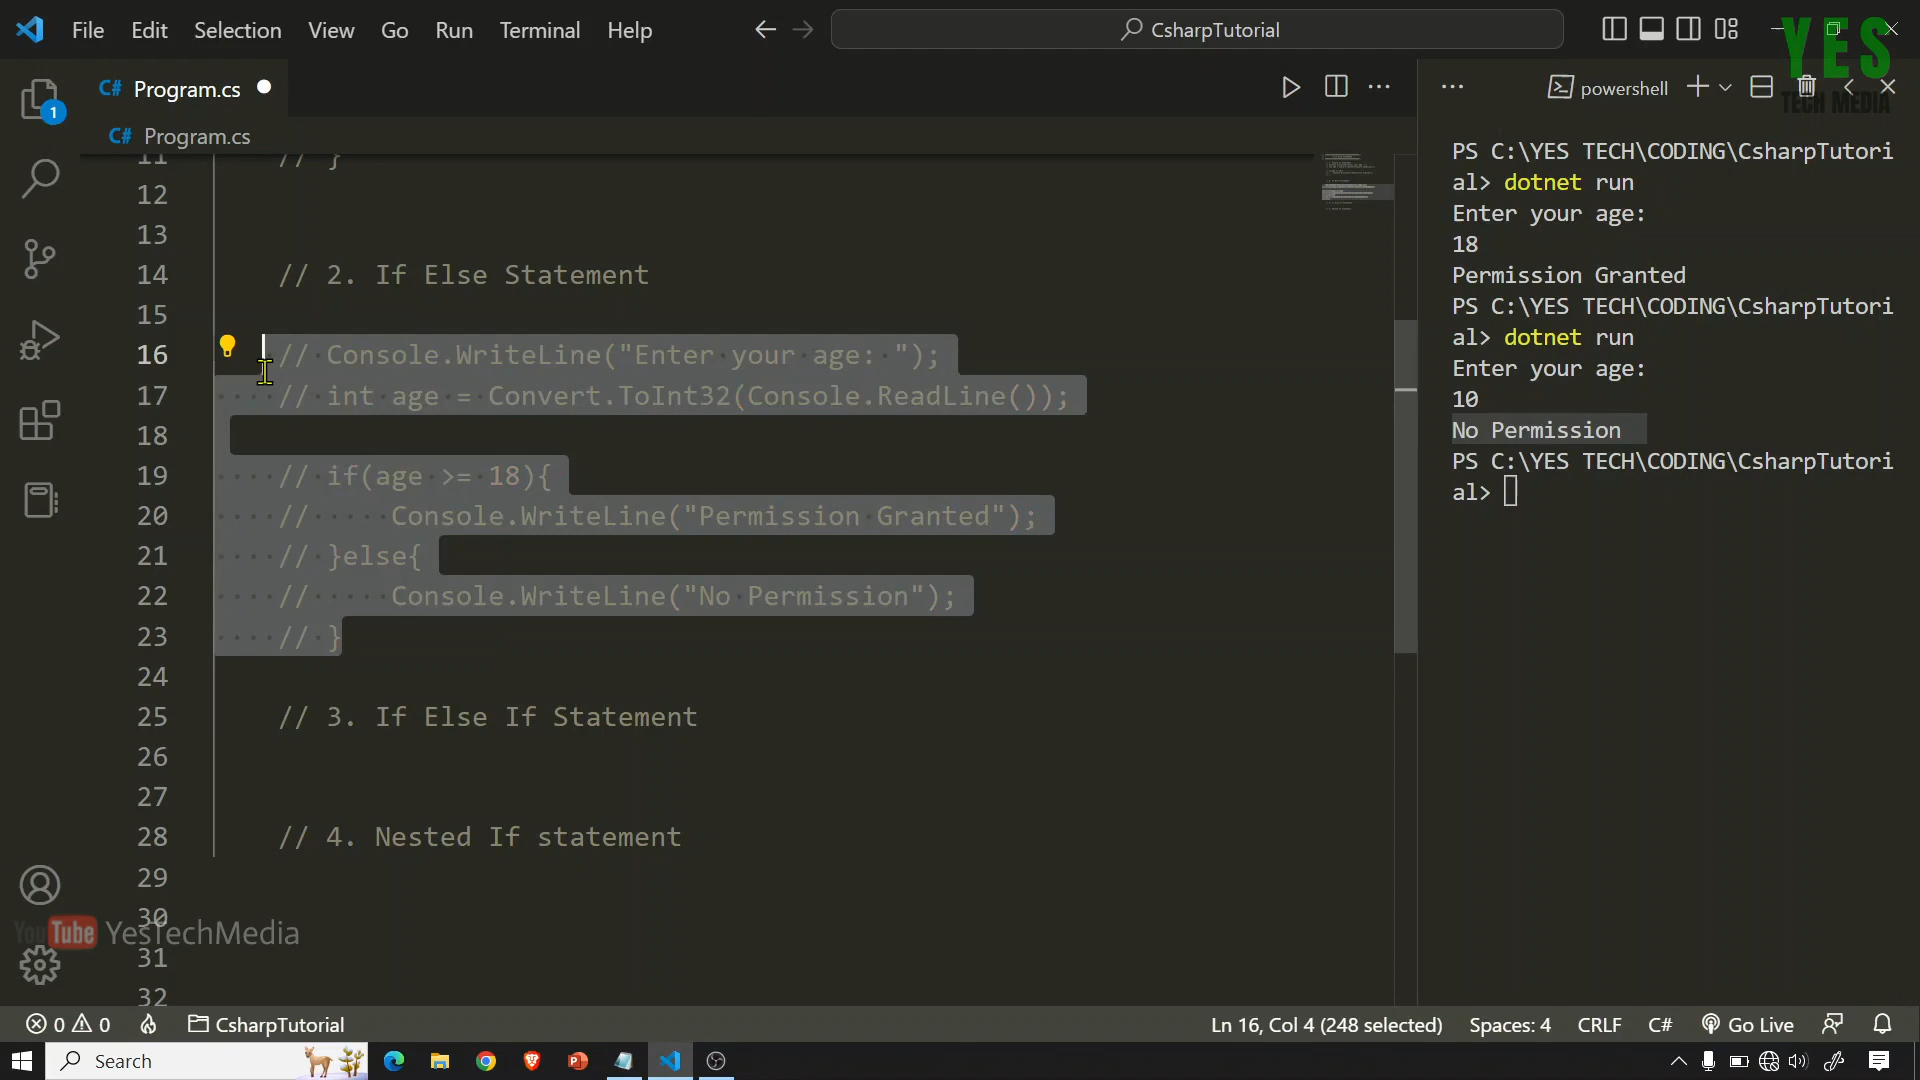 File Edit Selection View Go Run Terminal Help
CsharpTutorial
YES
TECH MEDIA
C# Program.cs
powershell
1
C# Program.cs
11 // }
12
13
14 // 2. If Else Statement
15
16 // Console.WriteLine("Enter your age: ");
17 // int age = Convert.ToInt32(Console.ReadLine());
18
19 // if(age >= 18){
20 // Console.WriteLine("Permission Granted");
21 // }else{
22 // Console.WriteLine("No Permission");
23 // }
24
25 // 3. If Else If Statement
26
27
28 // 4. Nested If statement
29
30
31
32
PS C:\YES TECH\CODING\CsharpTutori
al> dotnet run
Enter your age:
18
Permission Granted
PS C:\YES TECH\CODING\CsharpTutori
al> dotnet run
Enter your age:
10
No Permission
PS C:\YES TECH\CODING\CsharpTutori
al>
YouTube YesTechMedia
0 0 CsharpTutorial
Ln 16, Col 4 (248 selected) Spaces: 4 CRLF C# Go Live
Search